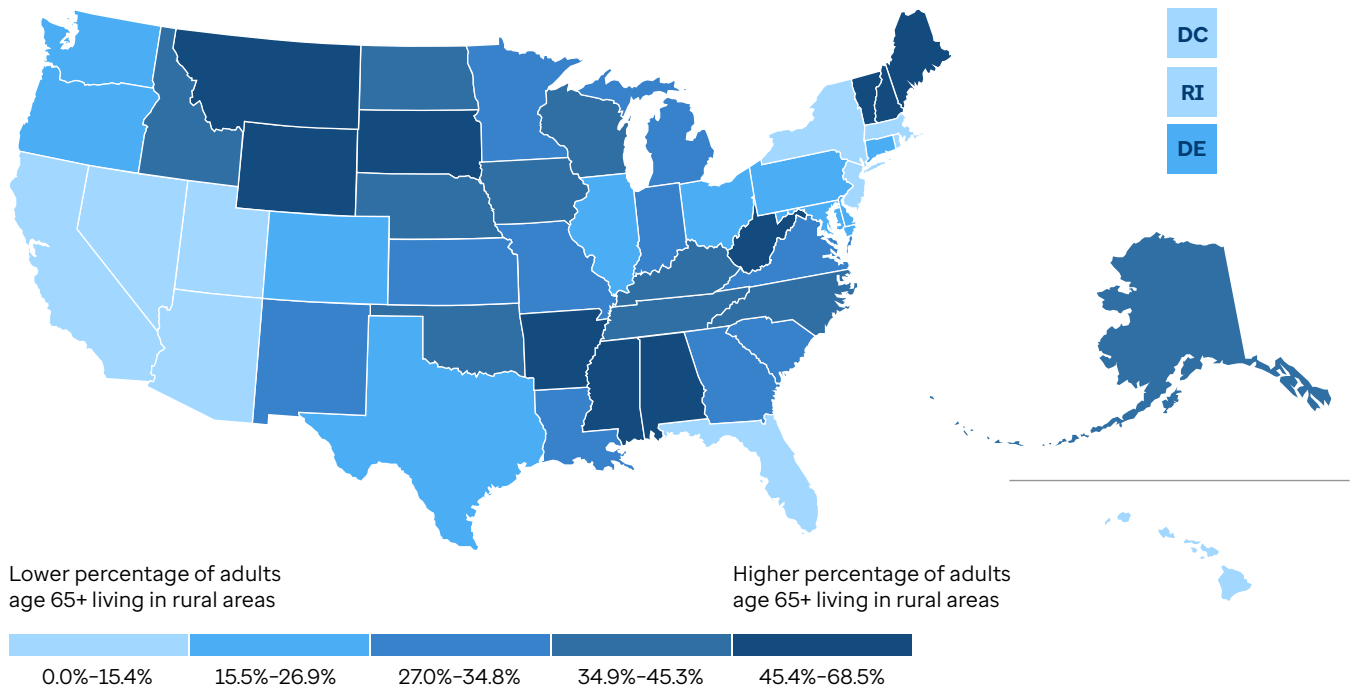 DC
RI
DE
Lower percentage of adults
age 65+ living in rural areas
Higher percentage of adults
age 65+ living in rural areas
0.0%–15.4%
15.5%–26.9%
27.0%–34.8%
34.9%–45.3%
45.4%–68.5%